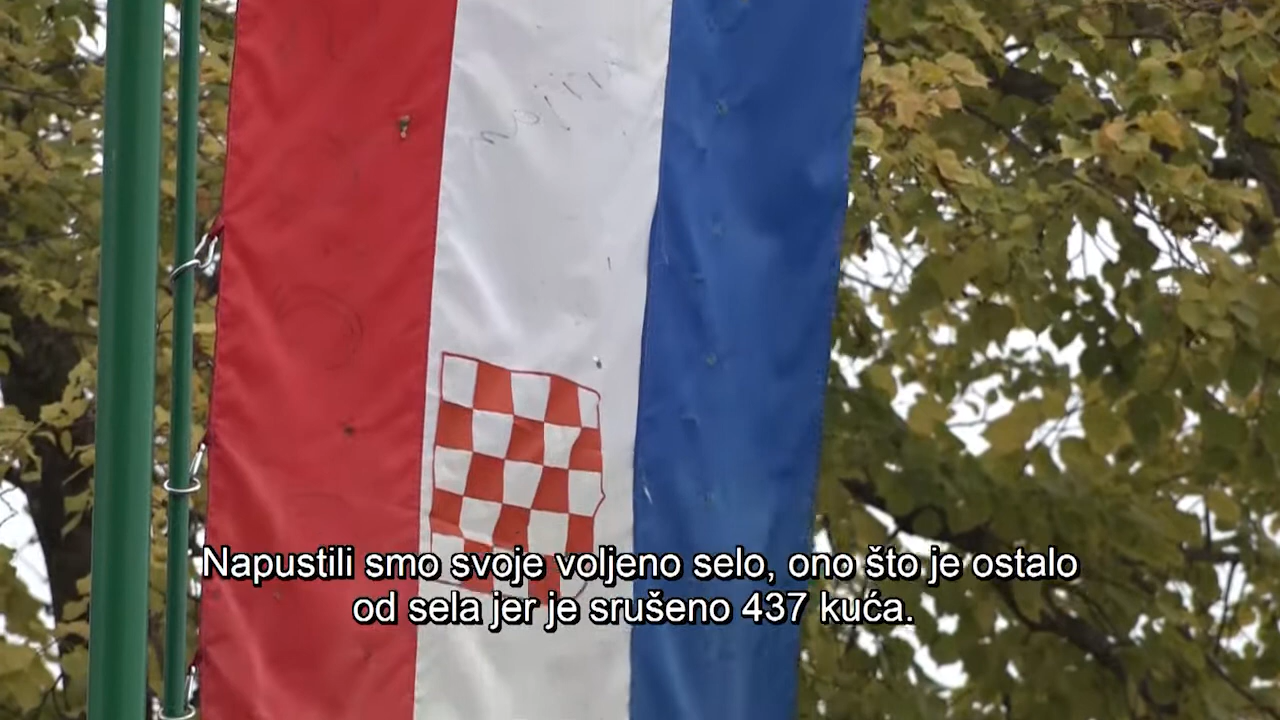 Napustili smo svoje voljeno selo, ono što je ostalo
od sela jer je srušeno 437 kuća.